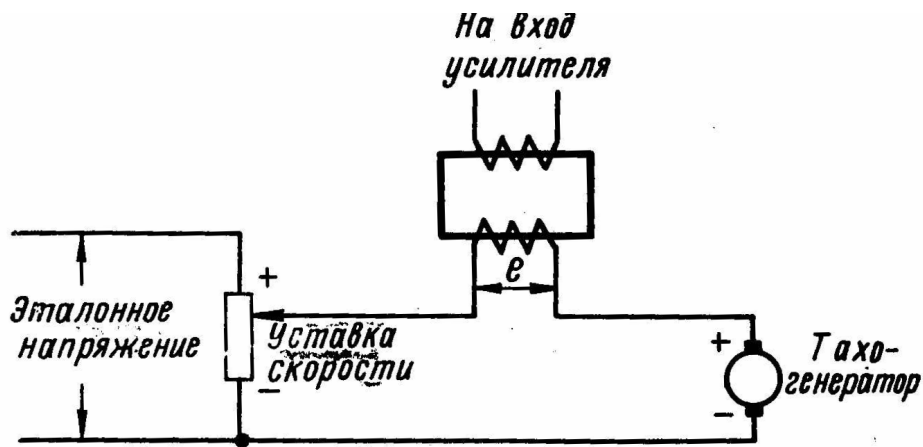 На вход
усилителя
e
+
Эталонное
напряжение
Уставка
скорости
−
+
−
Тахо-
генератор